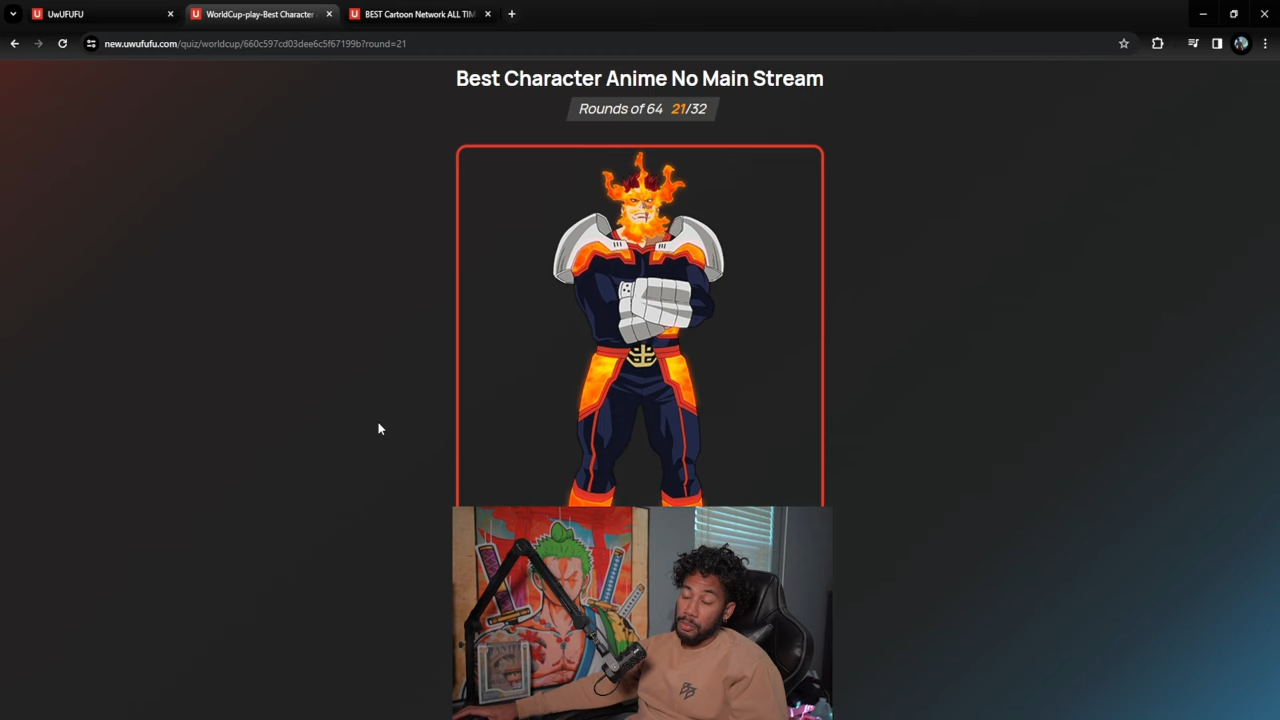 UwUFUFU
WorldCup-play-Best Character
BEST Cartoon Network ALL TIM
new.uwufufu.com/quiz/worldcup/660c597cd03dee6c5f67199b?round=21
Best Character Anime No Main Stream
Rounds of 64 21/32